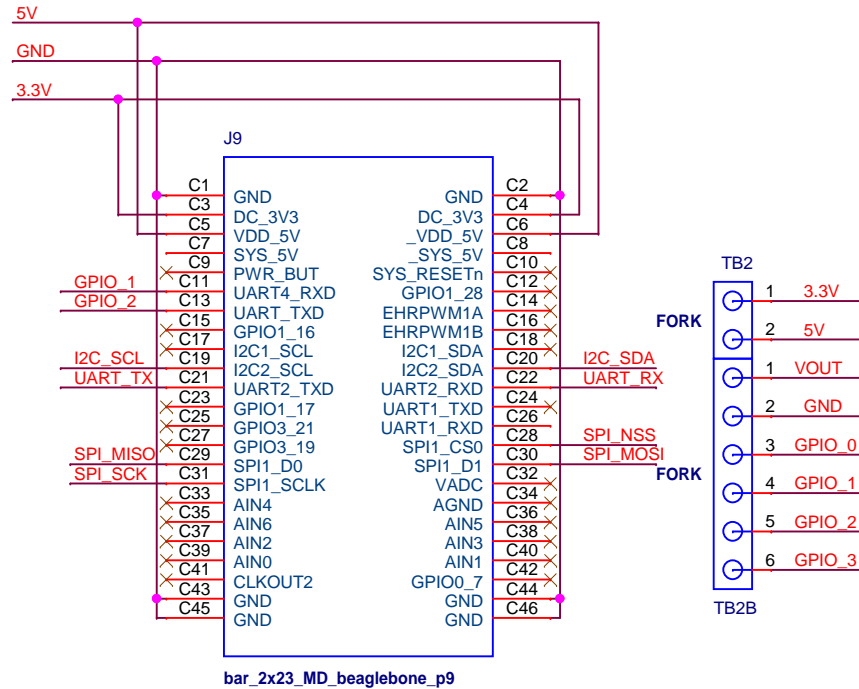 5V
GND
3.3V
J9
C1 GND GND C2
C3 DC_3V3 DC_3V3 C4
C5 VDD_5V _VDD_5V C6
C7 SYS_5V _SYS_5V C8
C9 PWR_BUT SYS_RESETn C10
GPIO_1 C11 UART4_RXD GPIO1_28 C12
GPIO_2 C13 UART_TXD EHRPWM1A C14
C15 GPIO1_16 EHRPWM1B C16
C17 I2C1_SCL I2C1_SDA C18
I2C_SCL C19 I2C2_SCL I2C2_SDA C20 I2C_SDA
UART_TX C21 UART2_TXD UART2_RXD C22 UART_RX
C23 GPIO1_17 UART1_TXD C24
C25 GPIO3_21 UART1_RXD C26
C27 GPIO3_19 SPI1_CS0 C28 SPI_NSS
SPI_MISO C29 SPI1_D0 SPI1_D1 C30 SPI_MOSI
SPI_SCK C31 SPI1_SCLK VADC C32
C33 AIN4 AGND C34
C35 AIN6 AIN5 C36
C37 AIN2 AIN3 C38
C39 AIN0 AIN1 C40
C41 CLKOUT2 GPIO0_7 C42
C43 GND GND C44
C45 GND GND C46
bar_2x23_MD_beaglebone_p9
TB2
1 3.3V
FORK
2 5V
1 VOUT
2 GND
3 GPIO_0
FORK
4 GPIO_1
5 GPIO_2
6 GPIO_3
TB2B